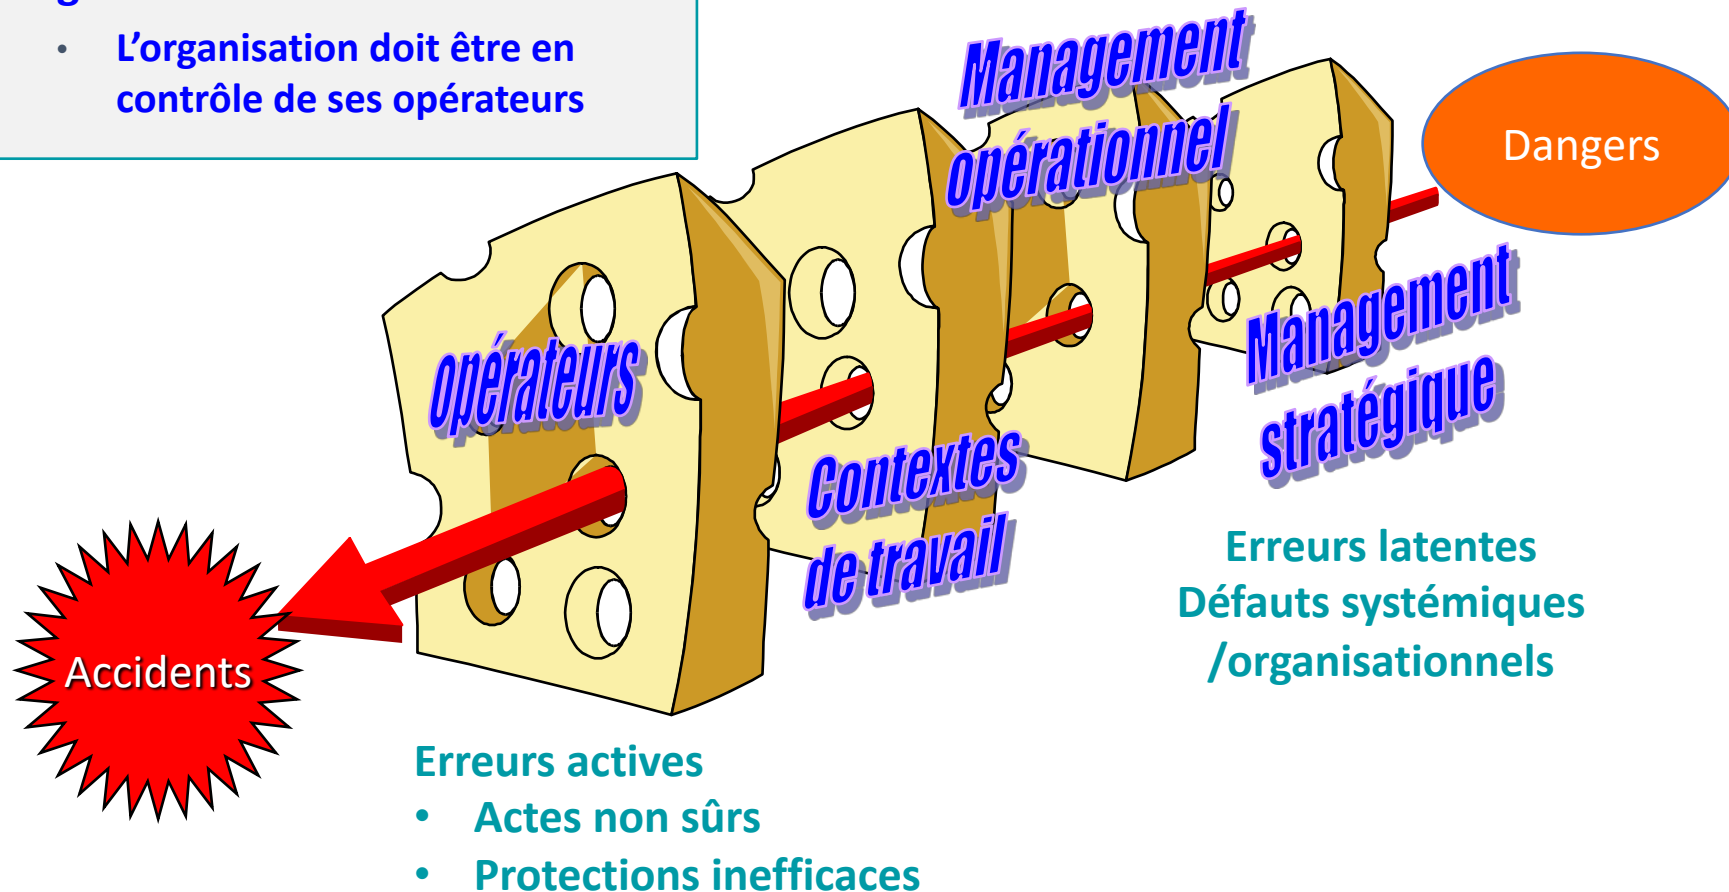 • L’organisation doit être en
contrôle de ses opérateurs
Management
opérationnel
Dangers
opérateurs
Management
stratégique
Contextes
de travail
Erreurs latentes
Défauts systémiques
/organisationnels
Accidents
Erreurs actives
• Actes non sûrs
• Protections inefficaces